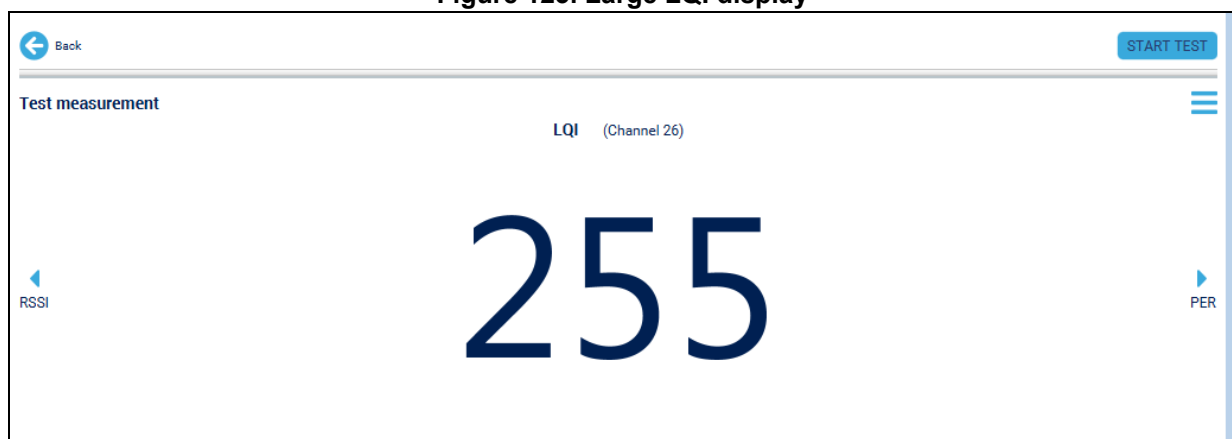 Back
START TEST
Test measurement
LQI (Channel 26)
255
RSSI
PER